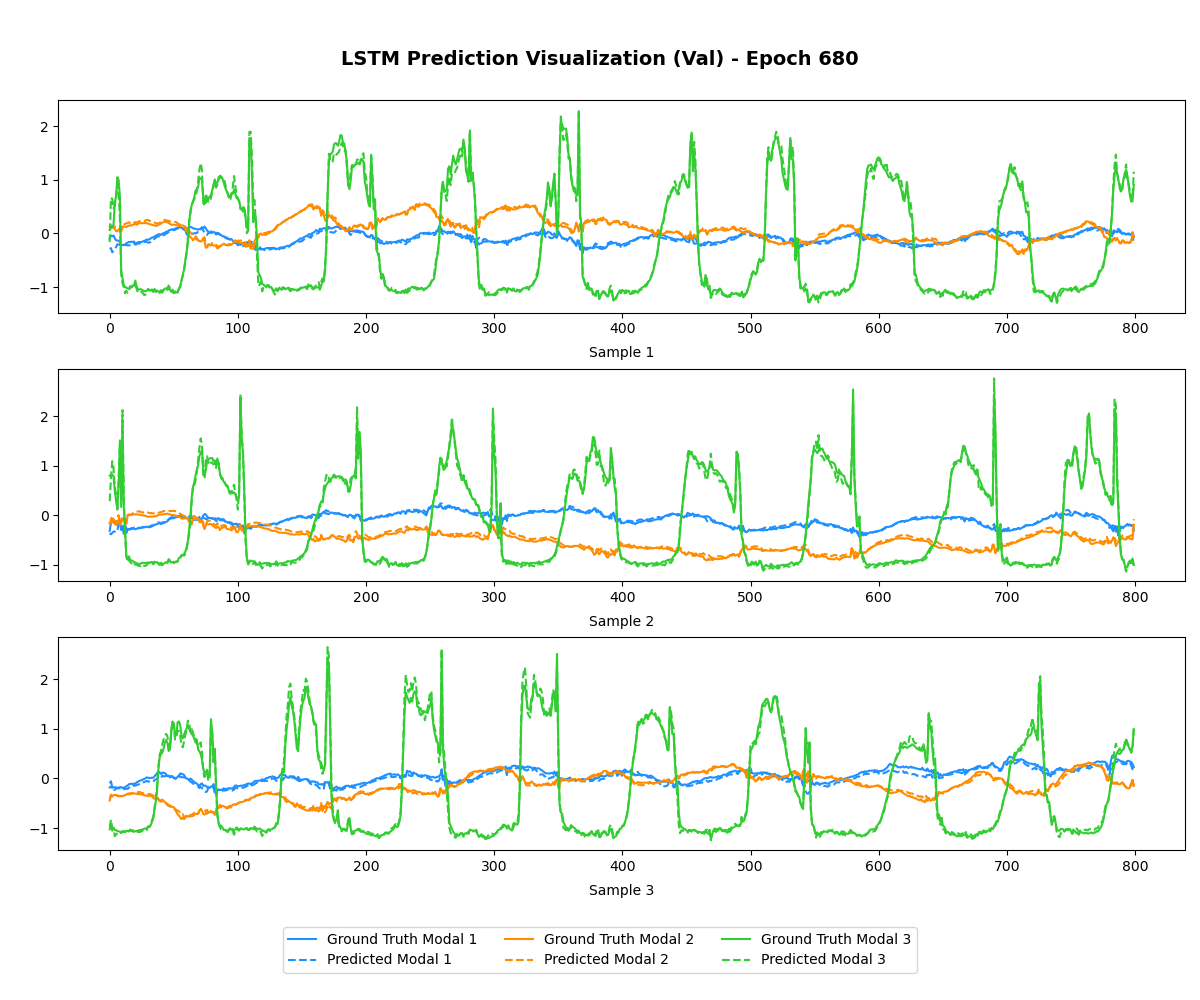 LSTM Prediction Visualization (Val) - Epoch 680
2
1
0
−1
0 100 200 300 400 500 600 700 800
Sample 1
2
1
0
−1
0 100 200 300 400 500 600 700 800
Sample 2
2
1
0
−1
0 100 200 300 400 500 600 700 800
Sample 3
Ground Truth Modal 1 Ground Truth Modal 2 Ground Truth Modal 3
Predicted Modal 1 Predicted Modal 2 Predicted Modal 3